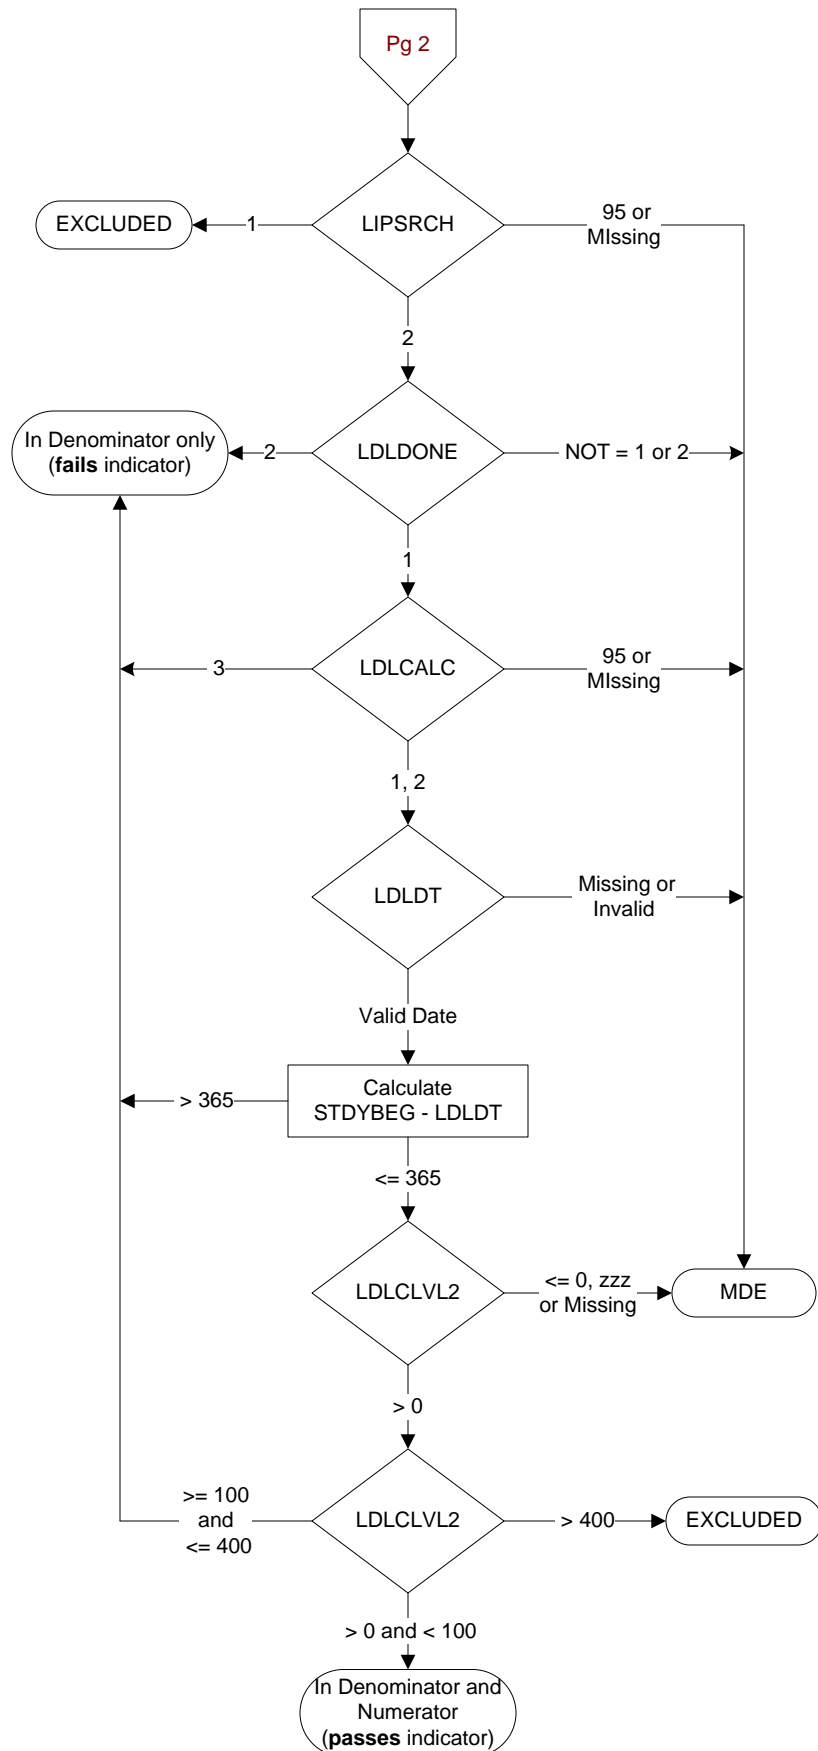 Pg 2
EXCLUDED
1
LIPSRCH
95 or
MIssing
2
In Denominator only
(fails indicator)
2
LDLDONE
NOT = 1 or 2
1
3
LDLCALC
95 or
MIssing
1, 2
LDLDT
Missing or
Invalid
Valid Date
> 365
Calculate
STDYBEG - LDLDT
<= 365
LDLCLVL2
<= 0, zzz
or Missing
MDE
> 0
>= 100
and
<= 400
LDLCLVL2
> 400
EXCLUDED
> 0 and < 100
In Denominator and
Numerator
(passes indicator)